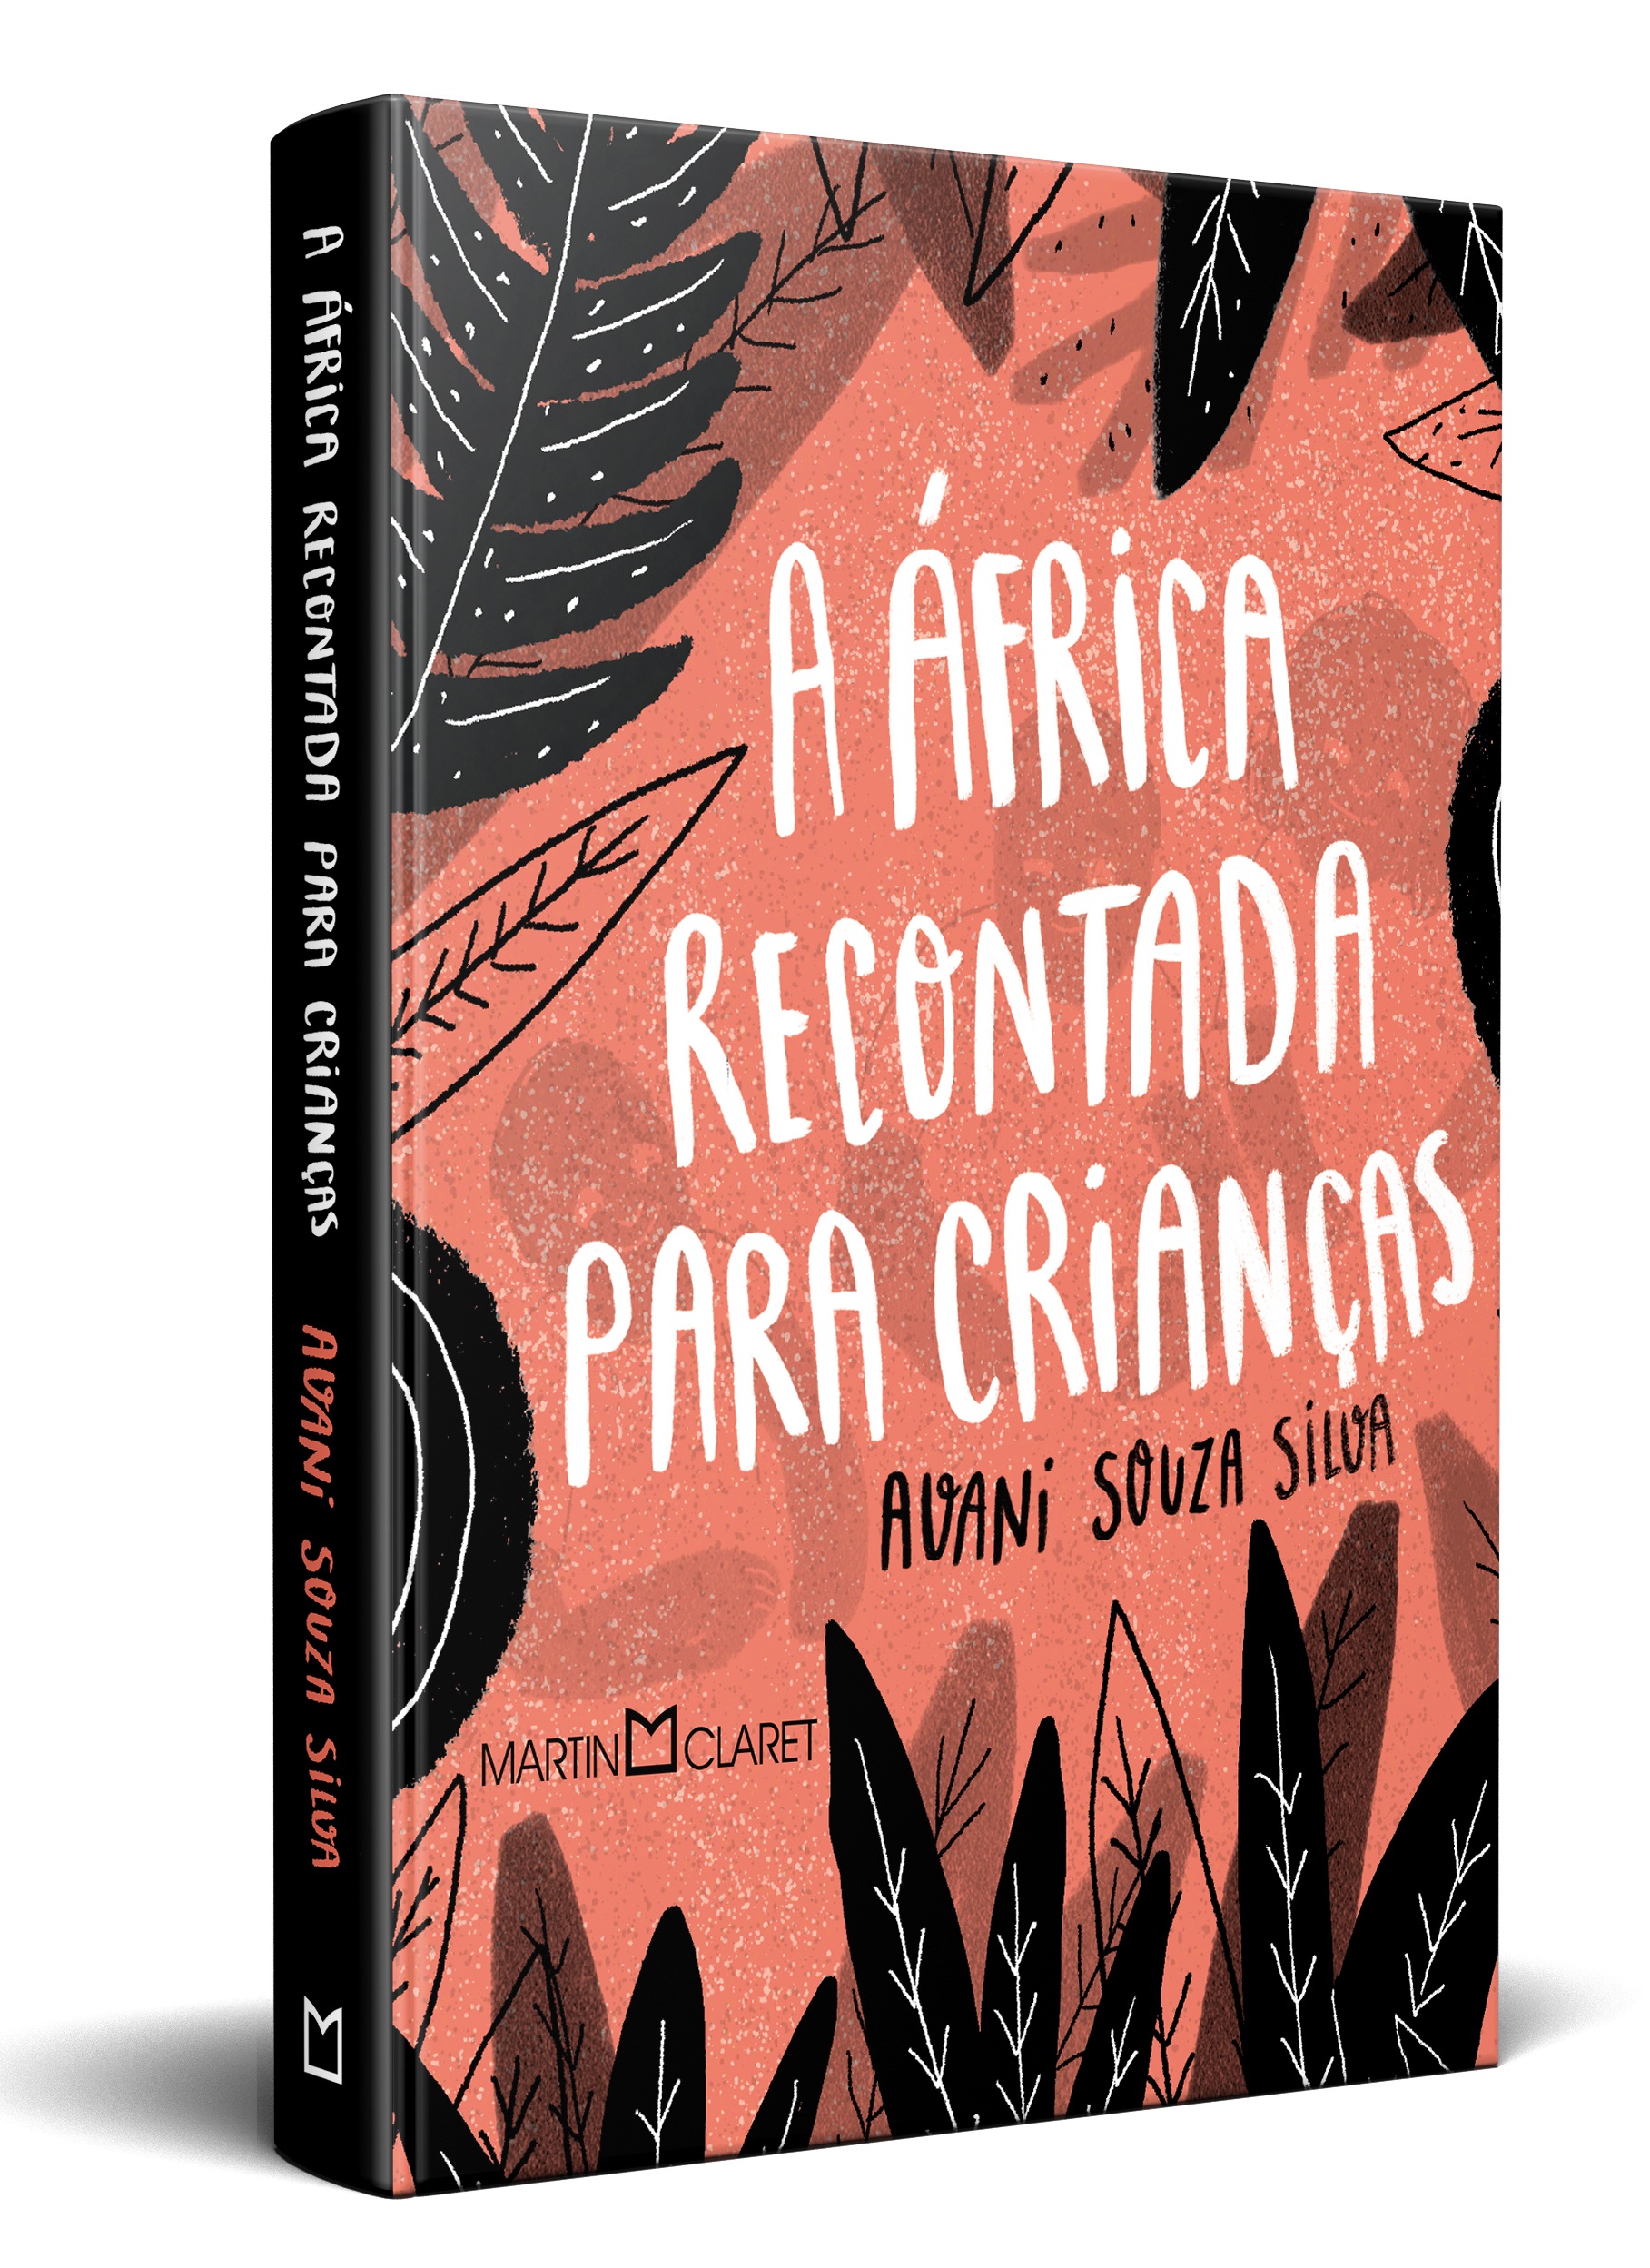 A ÁFRICA RECONTADA PARA CRIANÇAS AVANI SOUZA SILVA
A ÁFRICA
RECONTADA
PARA CRIANÇAS
AVANI SOUZA SILVA
MARTIN CLARET